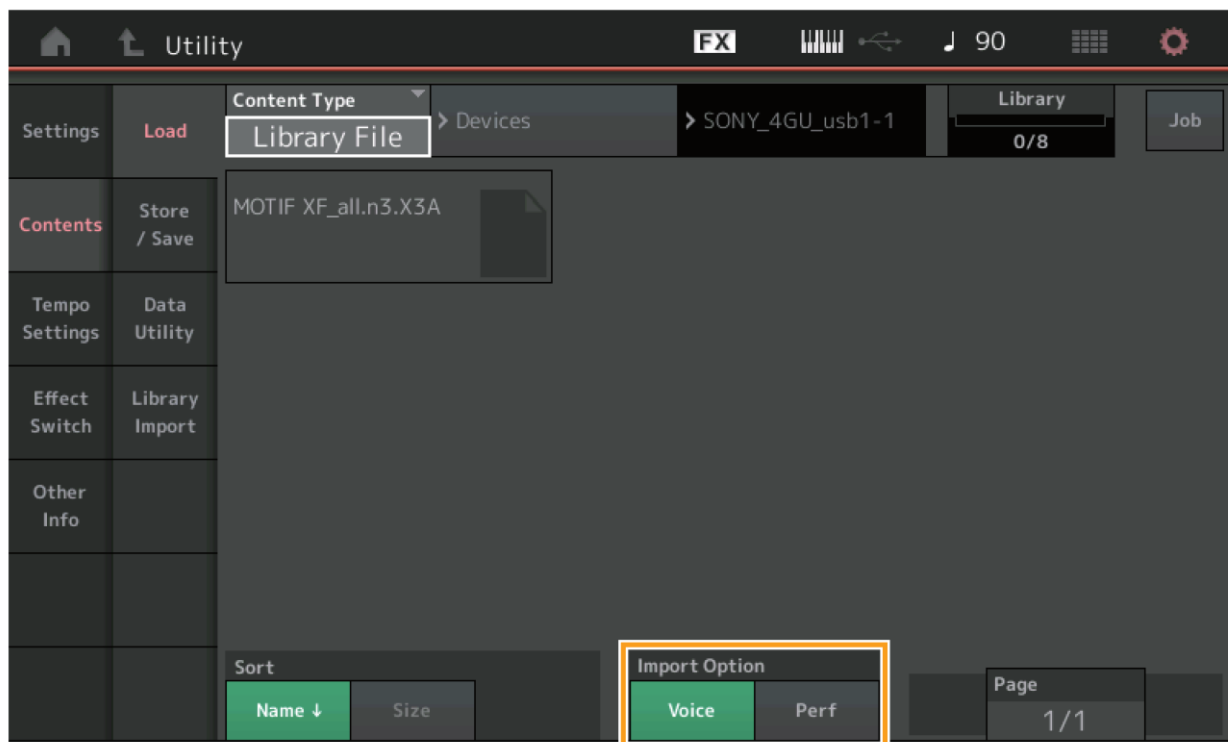 Utility
FX
90
Settings
Load
Content Type
Library File
> Devices
> SONY_4GU_usb1-1
Library
0/8
Job
Contents
Store
/ Save
MOTIF XF_all.n3.X3A
Tempo
Settings
Data
Utility
Effect
Switch
Library
Import
Other
Info
Sort
Name ↓
Size
Import Option
Voice
Perf
Page
1/1